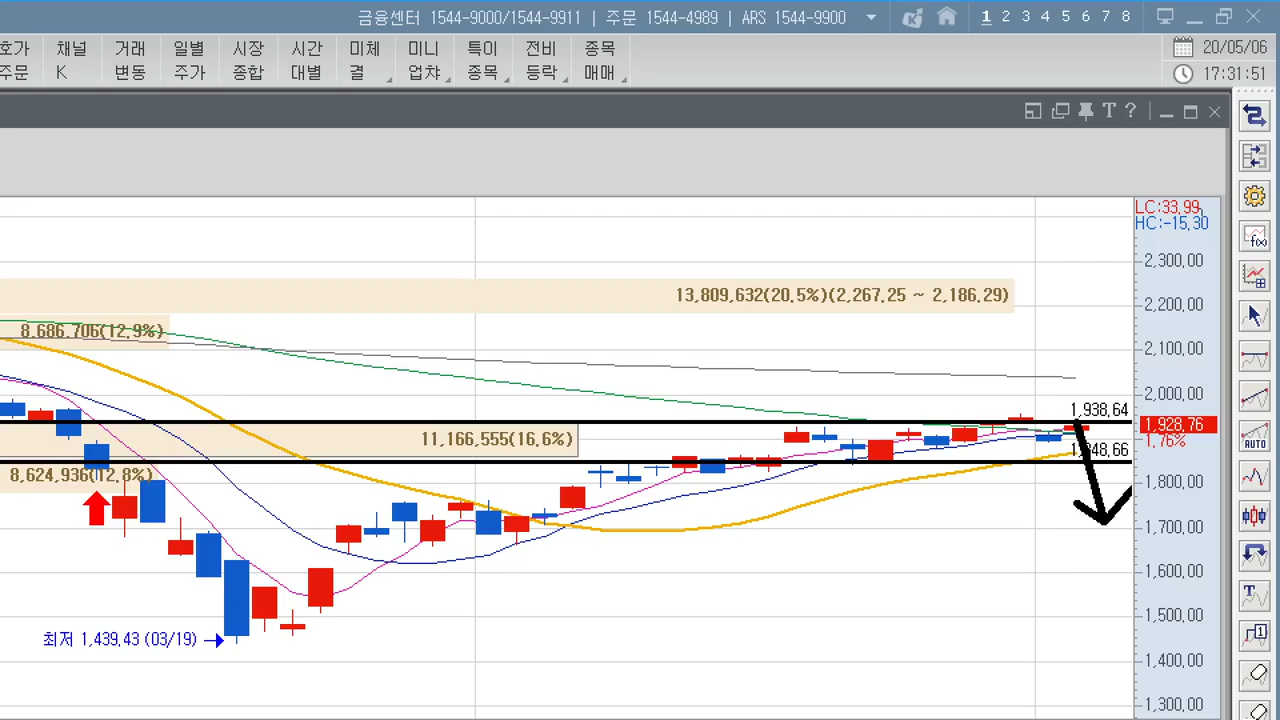 금융센터 1544-9000/1544-9911 | 주문 1544-4989 | ARS 1544-9900
1 2 3 4 5 6 7 8
호가 채널 거래 일별 시장 시간 미체 미니 특이 전비 종목
주문 K 변동 주가 종합 대별 결 업차 종목 등락 매매
20/05/06
17:31:51
T ?
LC:33,99
HC:-15,30
2,300,00
13,809,632(20.5%)(2,267.25 ~ 2,186.29)
2,200,00
8,686,706(12.9%)
2,100,00
2,000,00
1,938,64
1,928,76
1,76%
11,166,555(16.6%)
8,624,936(12.8%)
1,800,00
1,700,00
1,600,00
1,500,00
최저 1,439,43 (03/19)
1,400,00
1,300,00
f(x)
AUTO
T
1